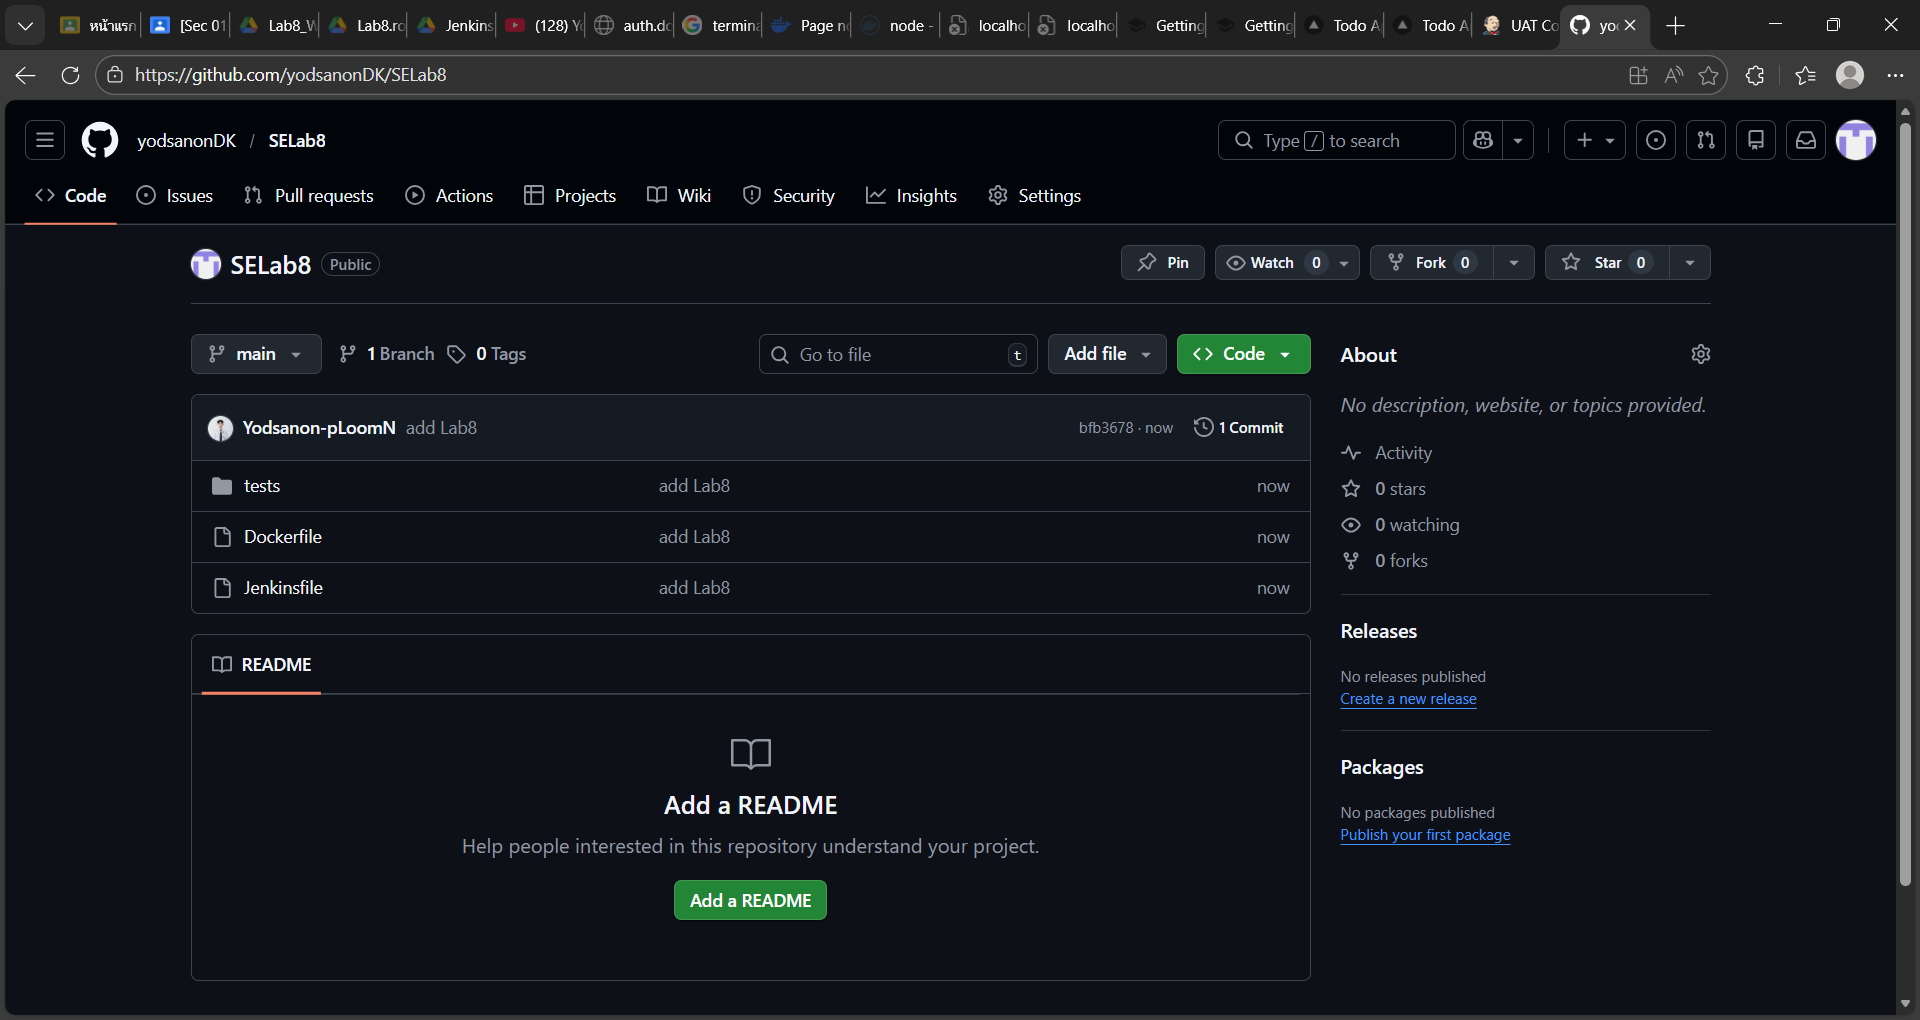 หน้าแรก
[Sec 01
Lab8_
Lab8.ro
Jenkins
(128)
auth.do
termina
Page n
node -
localho
localho
Getting
Getting
Todo A
Todo A
UAT Co
yo
https://github.com/yodsanonDK/SELab8
yodsanonDK / SELab8
Type / to search
Code
Issues
Pull requests
Actions
Projects
Wiki
Security
Insights
Settings
SELab8 Public
Pin
Watch 0
Fork 0
Star 0
main
1 Branch
0 Tags
Go to file t
Add file
Code
Yodsanon-pLoomN add Lab8 bfb3678 · now 1 Commit
tests add Lab8 now
Dockerfile add Lab8 now
Jenkinsfile add Lab8 now
README
Add a README
Help people interested in this repository understand your project.
Add a README
About
No description, website, or topics provided.
Activity
0 stars
0 watching
0 forks
Releases
No releases published
Create a new release
Packages
No packages published
Publish your first package